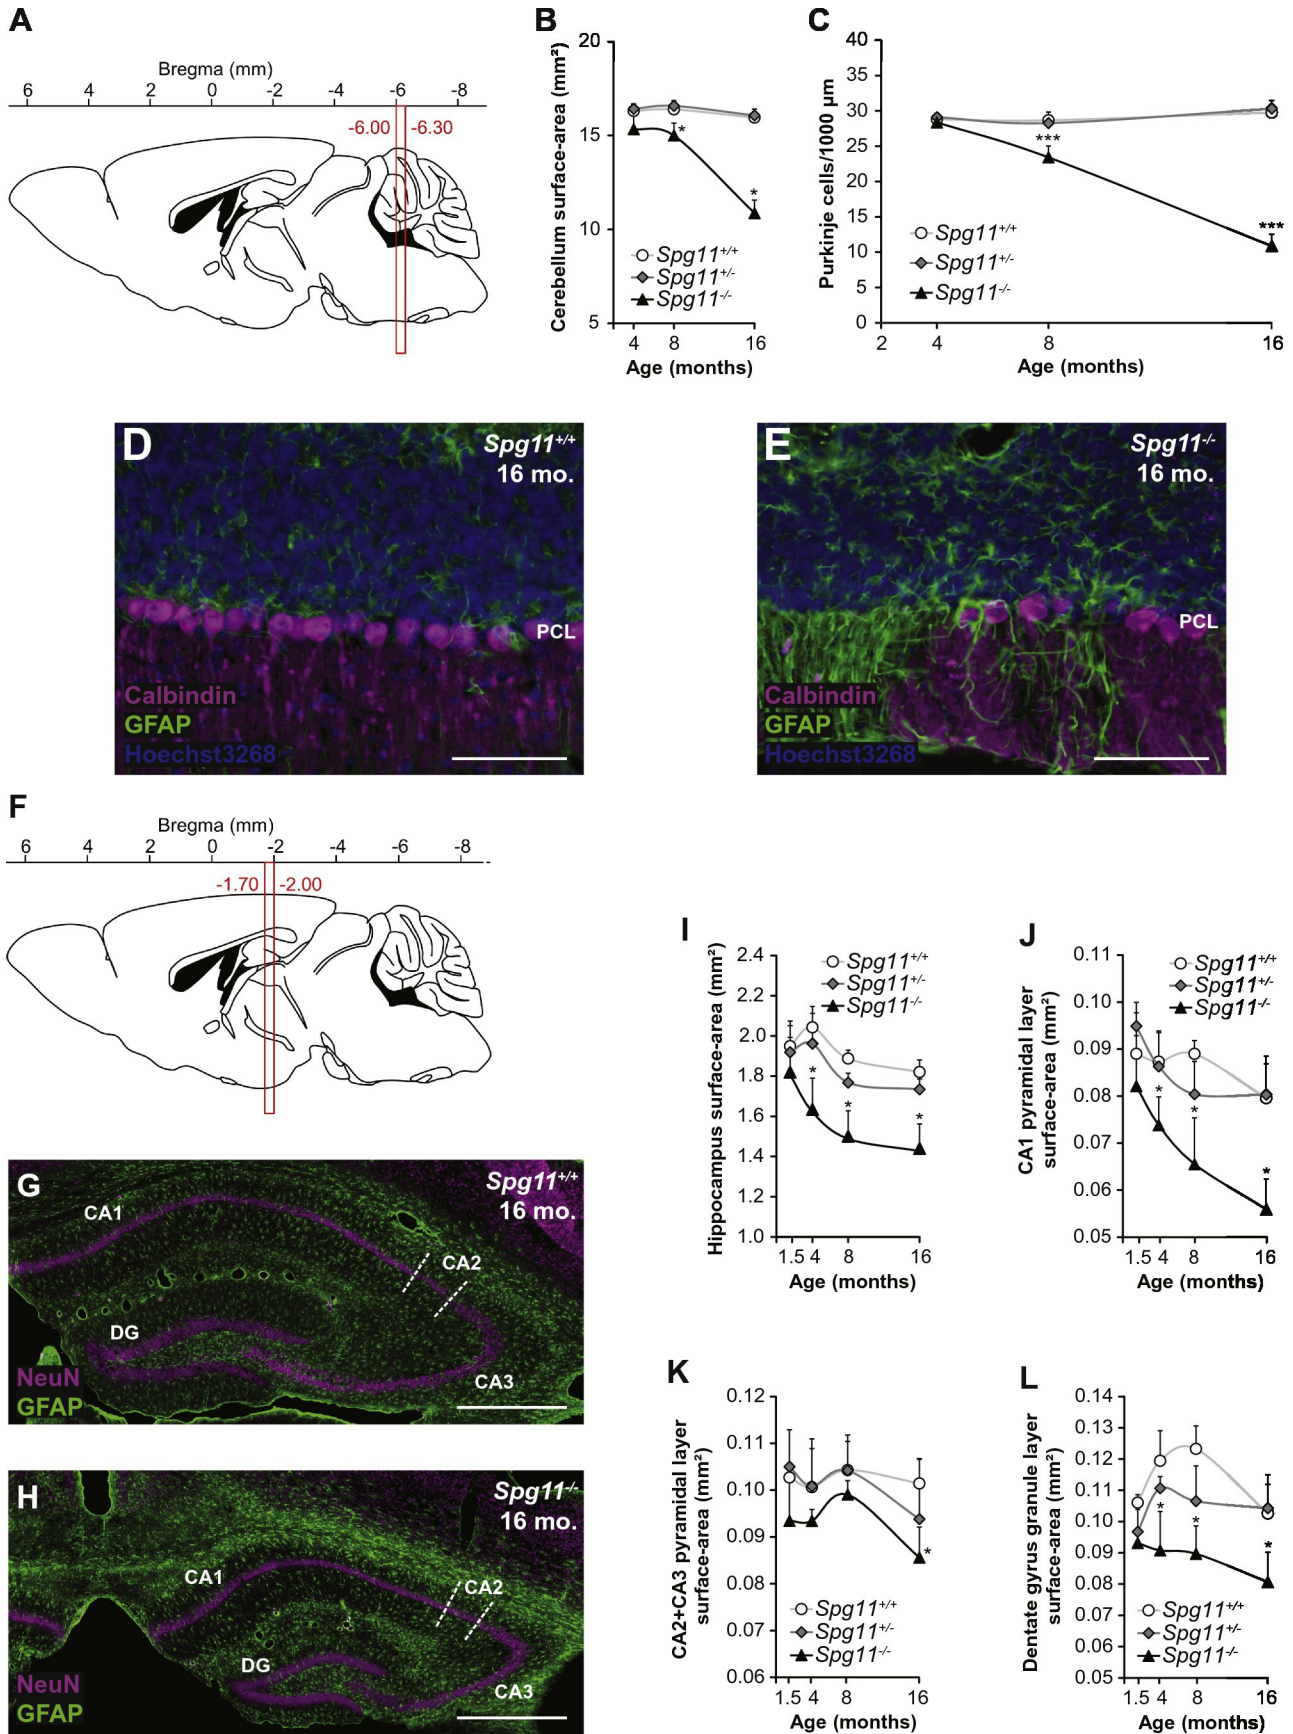 A
Bregma (mm)
6 4 2 0 -2 -4 -6 -8
-6.00 -6.30
B
Cerebellum surface-area (mm²)
20
15
10
5
*
*
Spg11+/+
Spg11+/-
Spg11-/-
4 8 16
Age (months)
C
Purkinje cells/1000 µm
40
35
30
25
20
15
10
5
0
***
***
Spg11+/+
Spg11+/-
Spg11-/-
2 4 8 16
Age (months)
D
Spg11+/+
16 mo.
PCL
Calbindin
GFAP
Hoechst3268
E
Spg11-/-
16 mo.
PCL
Calbindin
GFAP
Hoechst3268
F
Bregma (mm)
6 4 2 0 -2 -4 -6 -8
-1.70 -2.00
G
Spg11+/+
16 mo.
CA1
CA2
DG
CA3
NeuN
GFAP
H
Spg11-/-
16 mo.
CA1
CA2
DG
CA3
NeuN
GFAP
I
Hippocampus surface-area (mm²)
2.4
2.2
2.0
1.8
1.6
1.4
1.2
1.0
Spg11+/+
Spg11+/-
Spg11-/-
*
*
*
1.5 4 8 16
Age (months)
J
CA1 pyramidal layer
surface-area (mm²)
0.11
0.10
0.09
0.08
0.07
0.06
0.05
Spg11+/+
Spg11+/-
Spg11-/-
*
*
*
1.5 4 8 16
Age (months)
K
CA2+CA3 pyramidal layer
surface-area (mm²)
0.12
0.11
0.10
0.09
0.08
0.07
0.06
*
Spg11+/+
Spg11+/-
Spg11-/-
1.5 4 8 16
Age (months)
L
Dentate gyrus granule layer
surface-area (mm²)
0.14
0.13
0.12
0.11
0.10
0.09
0.08
0.07
0.06
0.05
*
*
*
Spg11+/+
Spg11+/-
Spg11-/-
1.5 4 8 16
Age (months)